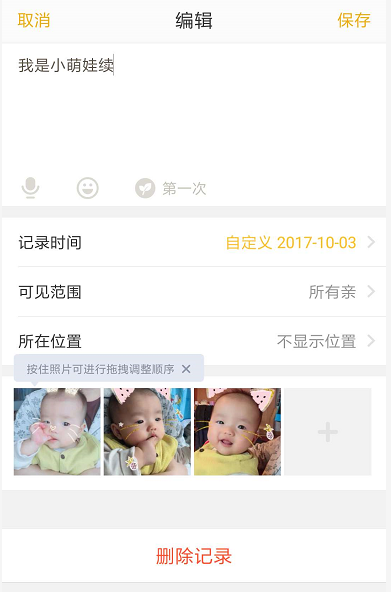 取消 编辑 保存
我是小萌娃续
第一次
记录时间 自定义 2017-10-03
可见范围 所有亲
所在位置 不显示位置
按住照片可进行拖拽调整顺序
删除记录